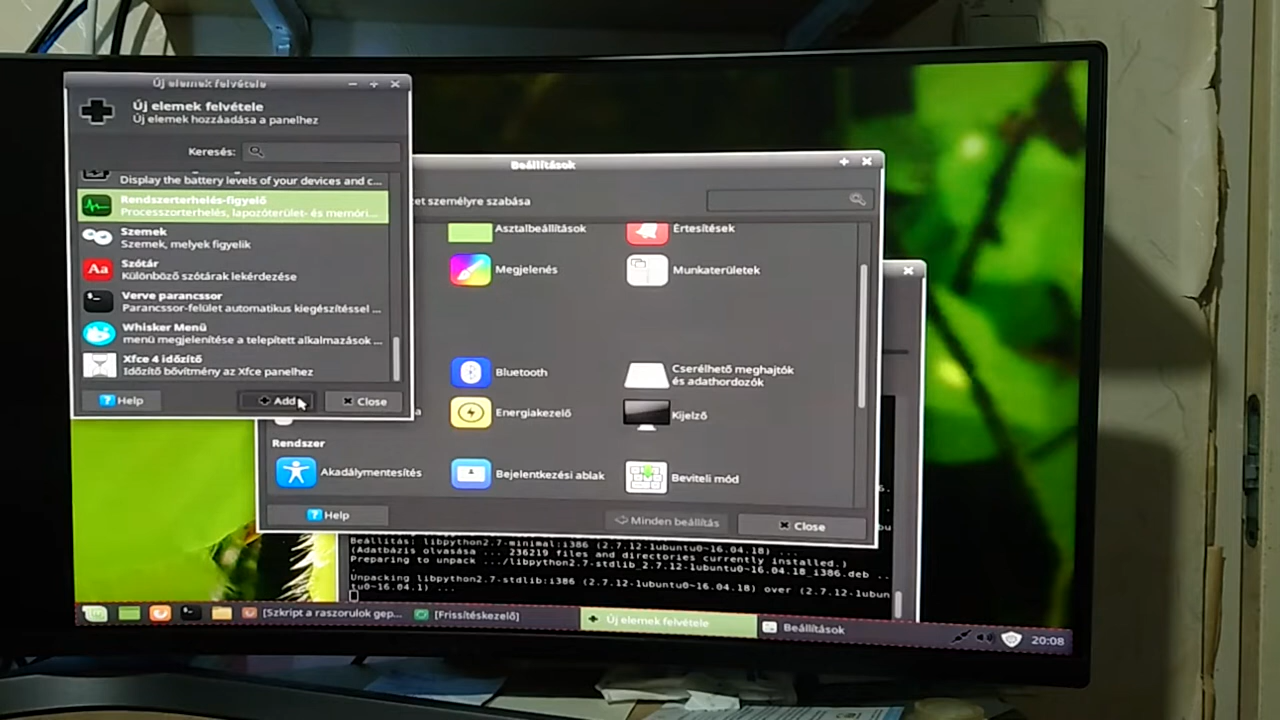 Új elemek felvétele
Új elemek felvétele
Új elemek hozzáadása a panelhez
Keresés:
Display the battery levels of your devices and c...
Rendszerterhelés-figyelő
Processzorterhelés, lapozóterület- és memóri...
Szemek
Szemek, melyek figyelik
Aa
Szótár
Különböző szótárak lekérdezése
Verve parancssor
Parancssor-felület automatikus kiegészítéssel ...
Whisker Menü
menü megjelenítése a telepített alkalmazások ...
Xfce 4 időzítő
Időzítő bővítmény az Xfce panelhez
Help
Add
Close
Beállítások
zet személyre szabása
Asztalbeállítások
Értesítések
Megjelenés
Munkaterületek
Bluetooth
Cserélhető meghajtók
és adathordozók
Energiakezelő
Kijelző
Rendszer
Akadálymentesítés
Bejelentkezési ablak
Beviteli mód
Help
Minden beállítás
Close
Beállítás: libpython2.7-minimal:i386 (2.7.12-1ubuntu0~16.04.18) ...
(Adatbázis olvasása ... 236219 files and directories currently installed.)
Preparing to unpack .../libpython2.7-stdlib_2.7.12-1ubuntu0~16.04.18_i386.deb ...
Unpacking libpython2.7-stdlib:i386 (2.7.12-1ubuntu0~16.04.18) over (2.7.12-1ubun
tu0~16.04.1) ...
[Szkript a raszorulok gep...
[Frissítéskezelő]
Új elemek felvétele
Beállítások
20:08